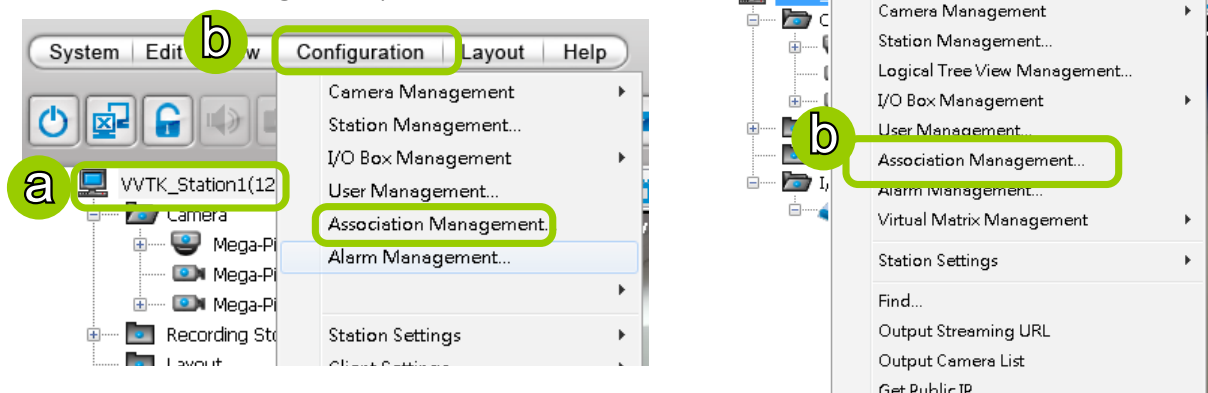 b
System Edit w Configuration Layout Help
Camera Management
Station Management...
I/O Box Management
User Management...
Association Management.
Alarm Management...
Station Settings
a
VVTK_Station1(12
Camera
Mega-Pi
Mega-Pi
Mega-Pi
Recording Sto
Layout
Camera Management
Station Management...
Logical Tree View Management...
I/O Box Management
User Management...
b
Association Management...
Alarm Management...
Virtual Matrix Management
Station Settings
Find...
Output Streaming URL
Output Camera List
Get Public IP
C
I/